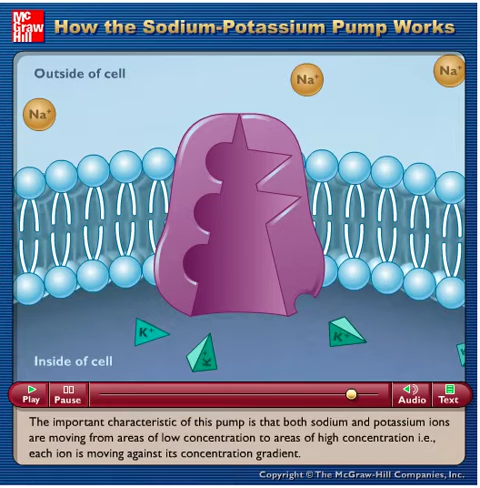 Mc
Graw
Hill
How the Sodium-Potassium Pump Works
Outside of cell
Na+
Na+
Na+
K+
K+
K+
Inside of cell
Play
Pause
Audio
Text
The important characteristic of this pump is that both sodium and potassium ions
are moving from areas of low concentration to areas of high concentration i.e.,
each ion is moving against its concentration gradient.
Copyright © The McGraw-Hill Companies, Inc.